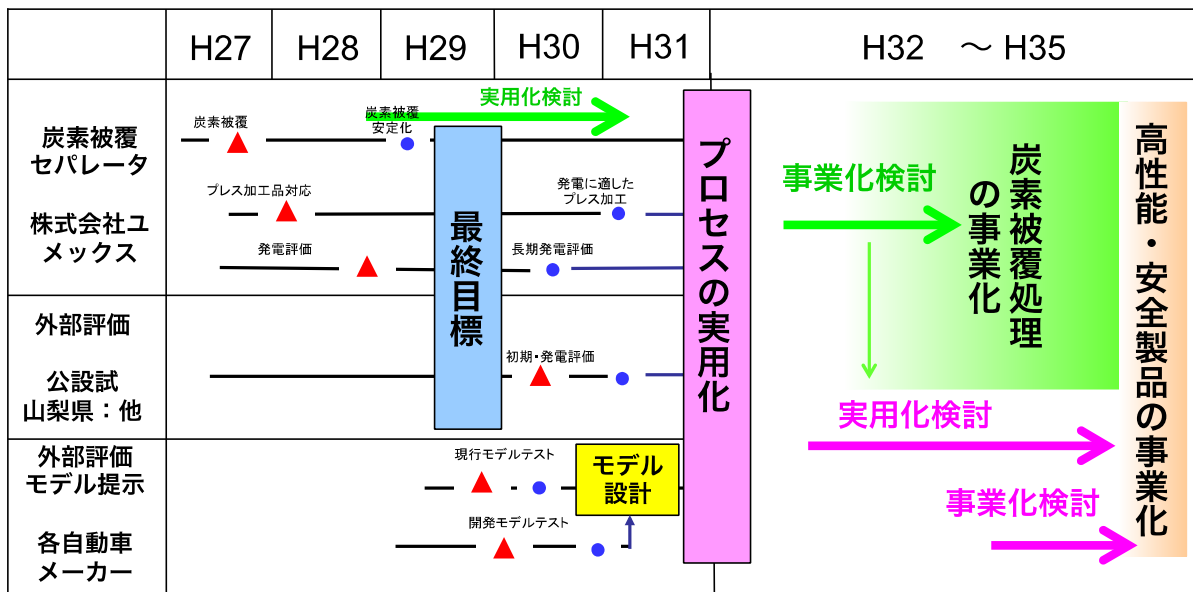 H27
H28
H29
H30
H31
H32 ～ H35
炭素被覆
セパレータ
株式会社ユ
メックス
炭素被覆
炭素被覆
安定化
実用化検討
プレス加工品対応
発電に適した
プレス加工
発電評価
長期発電評価
最終目標
プロセスの実用化
事業化検討
炭素被覆処理
の事業化
高性能・安全製品の事業化
外部評価
公設試
山梨県：他
初期・発電評価
実用化検討
外部評価
モデル提示
現行モデルテスト
モデル
設計
各自動車
メーカー
開発モデルテスト
事業化検討